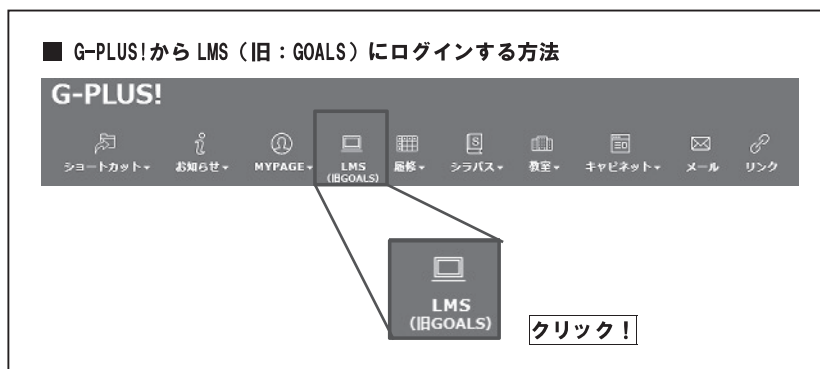 ■ G-PLUS!からLMS（旧：GOALS）にログインする方法
G-PLUS!
ショートカット▾ お知らせ▾ MYPAGE▾ LMS (旧GOALS) 履修▾ シラバス▾ 教室▾ キャビネット▾ メール リンク
LMS
(旧GOALS)
クリック！